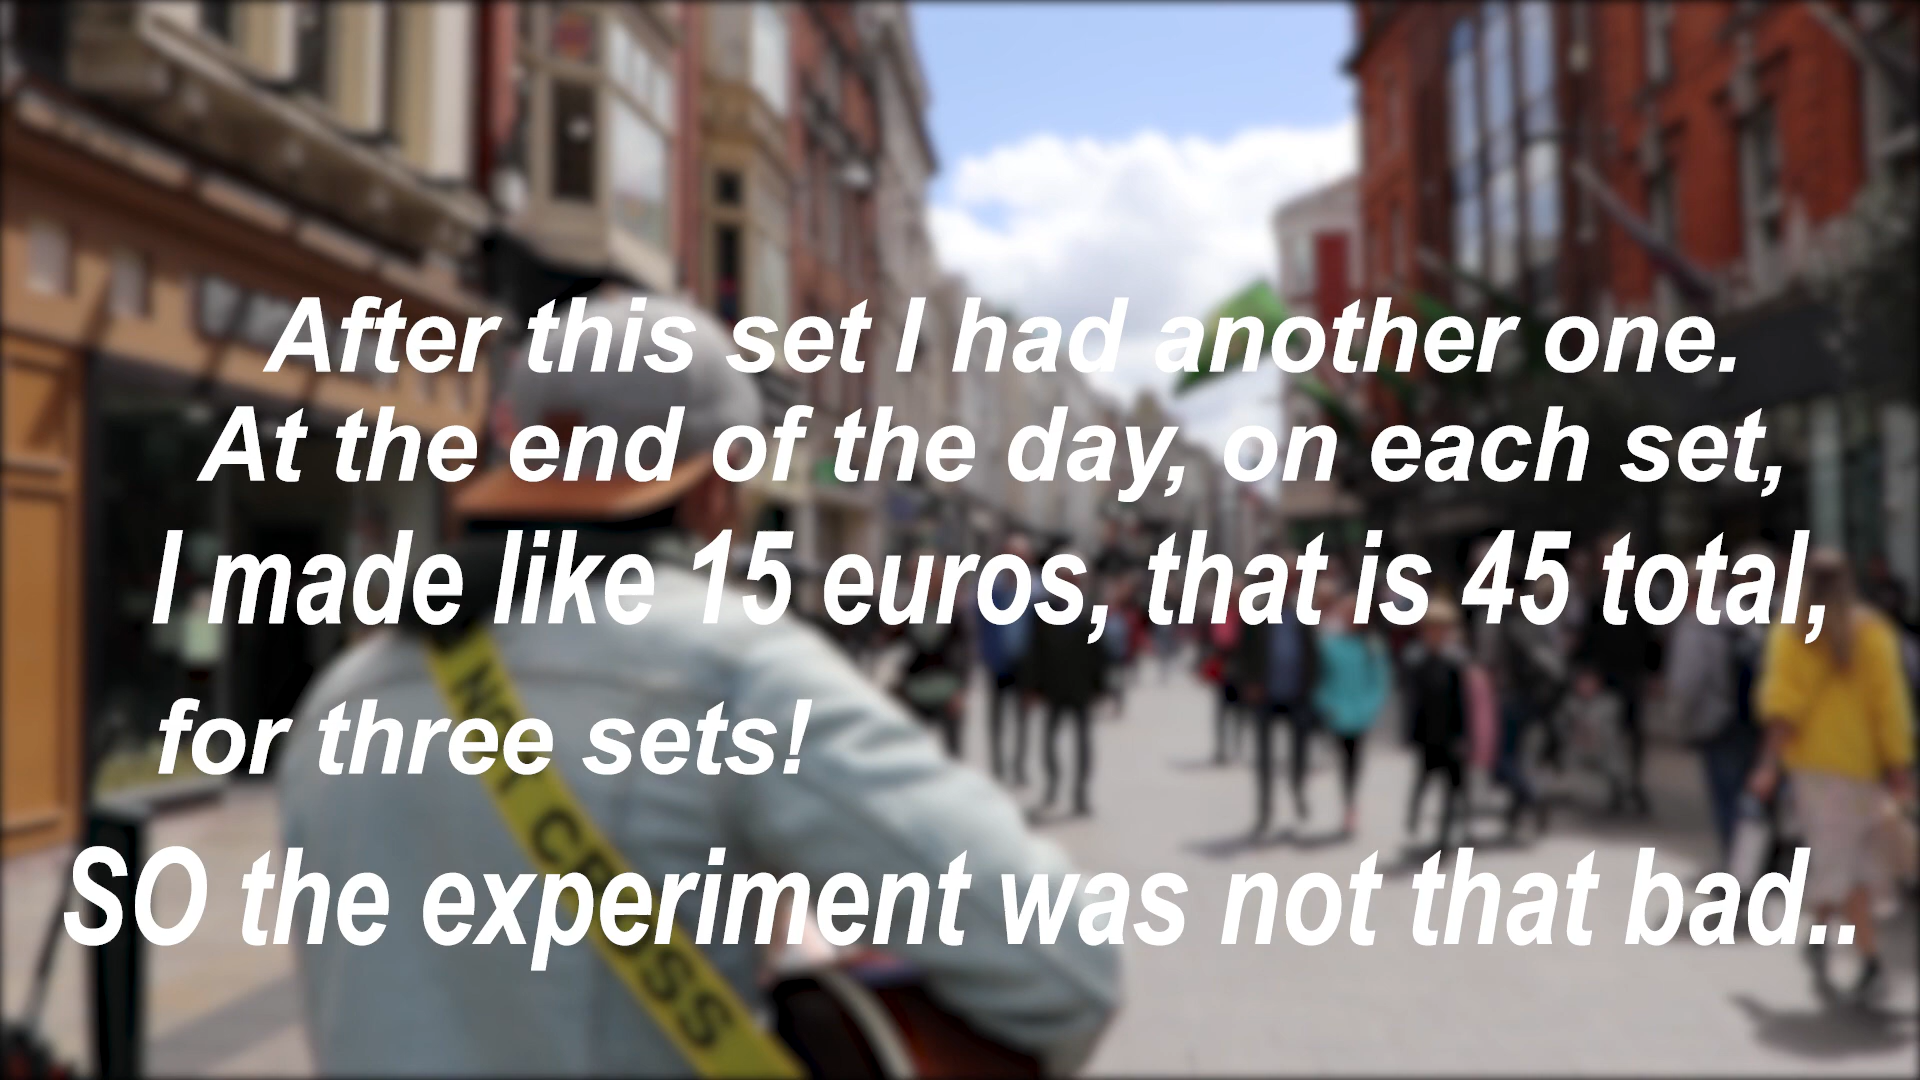 After this set I had another one.
At the end of the day, on each set,
I made like 15 euros, that is 45 total,
for three sets!
SO the experiment was not that bad..
NOT CROSS